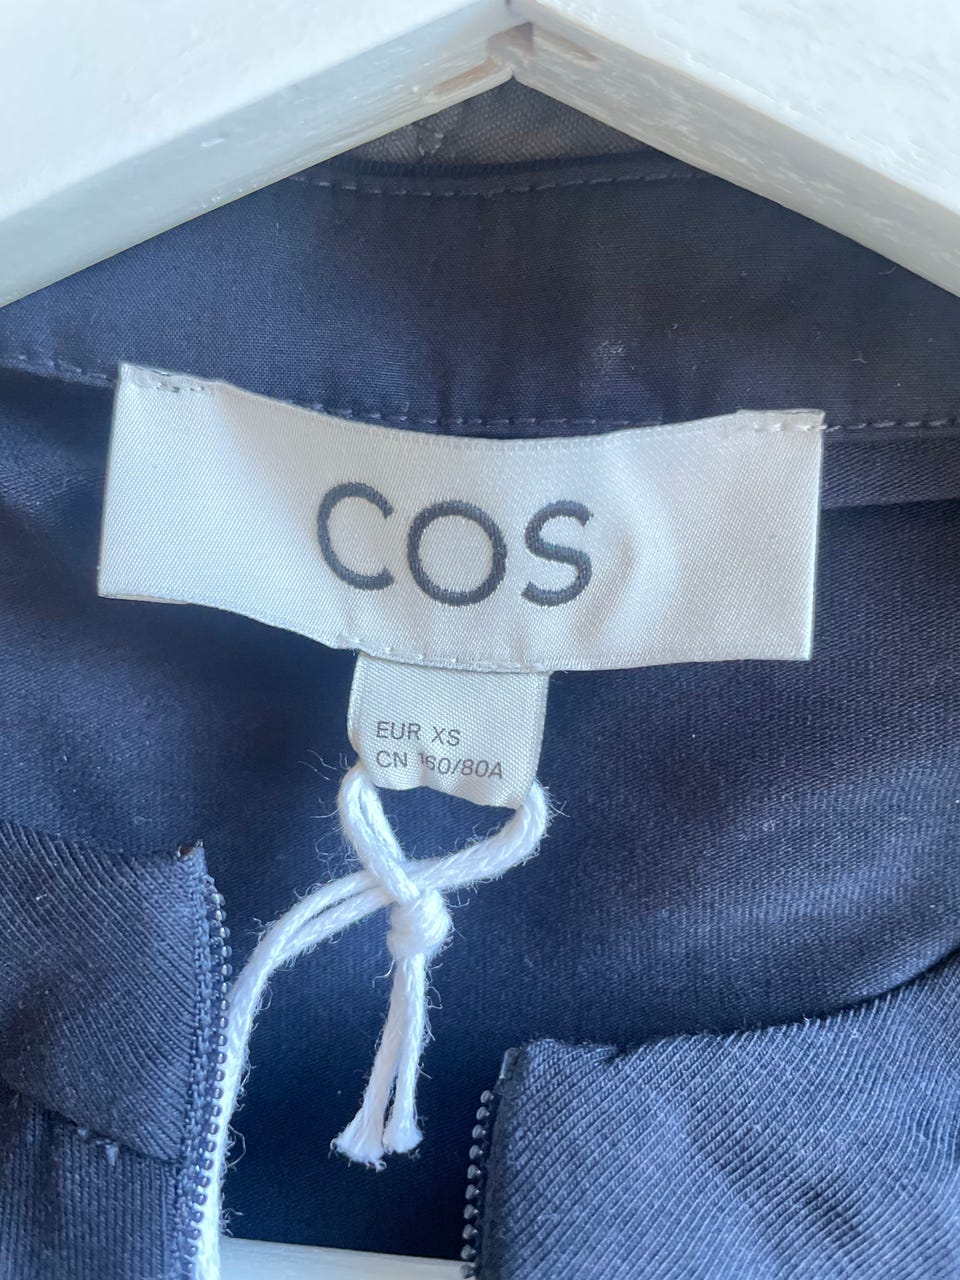 COS
EUR XS
CN 160/80A